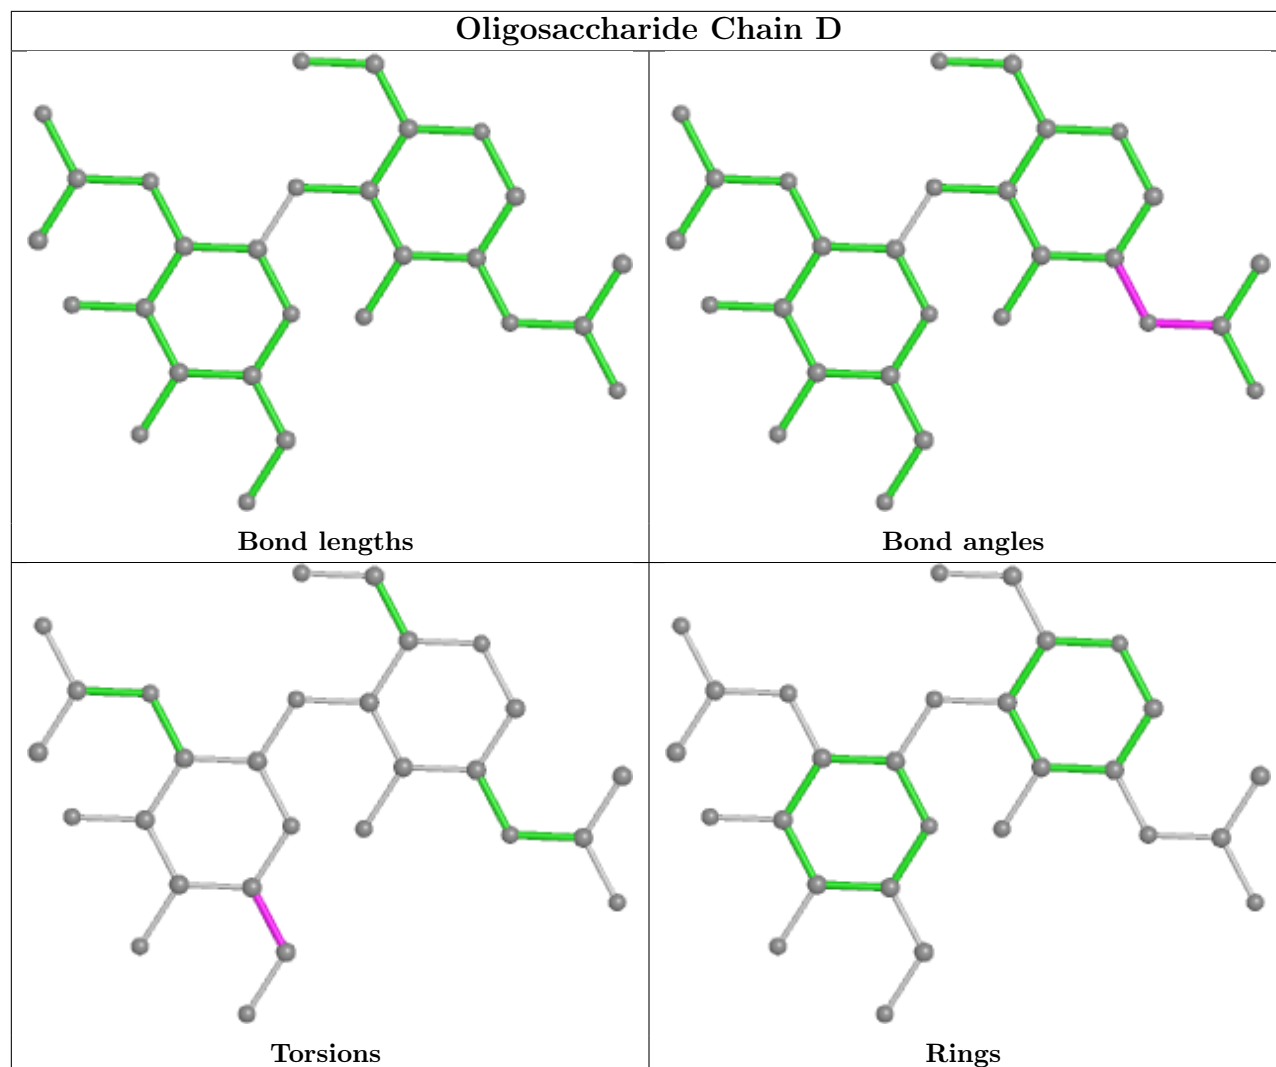 Oligosaccharide Chain D
Bond lengths
Bond angles
Torsions
Rings